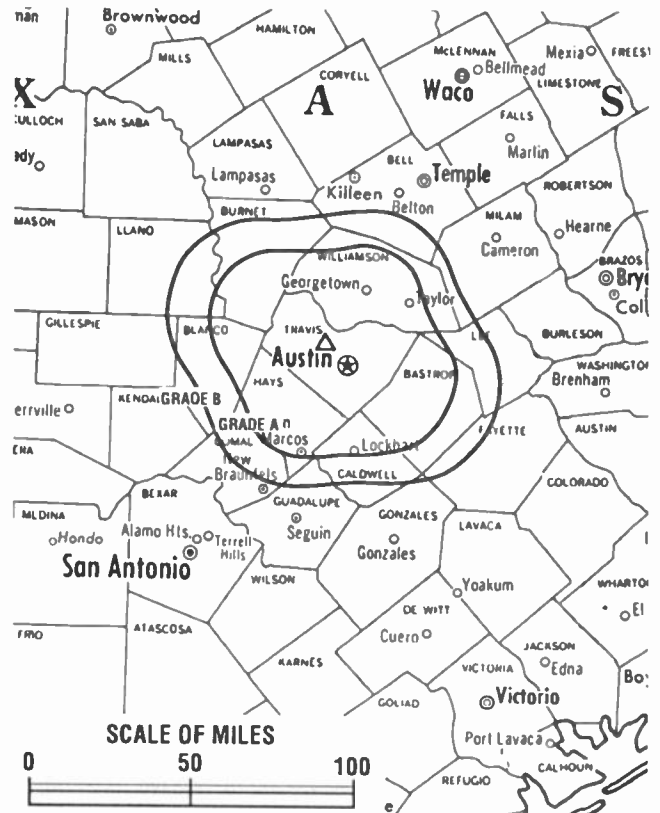 Brownwood
HAMILTON
MILLS
McLENNAN
Mexia
FREEST
Bellmead
CORYELL
Waco
LIMESTONE
X
A
S
SAN SABA
FALLS
Marlin
LAMPASAS
BELL
Temple
Lampasas
Killeen
Belton
ROBERTSON
BURNET
MILAM
Hearne
MASON
LLANO
Cameron
WILLIAMSON
BRAZOS
Georgetown
Taylor
GILLESPIE
BLANCO
TRAVIS
LEE
BURLESON
Austin
WASHINGTO
BASTROP
HAYS
Brenham
GRADE B
GRADE A
FAYETTE
AUSTIN
Marcos
Lockhart
New
Braunfels
CALDWELL
COLORADO
BEXAR
GUADALUPE
GONZALES
LAVACA
Hondo
Alamo Hts.
Terrell
Hills
Seguin
Gonzales
San Antonio
WILSON
Yoakum
DE WITT
FRIO
ATASCOSA
Cuero
KARNES
JACKSON
VICTORIA
Edna
GOLIAD
Victorio
SCALE OF MILES
Port Lavaca
0 50 100
CALHOUN
REFUGIO